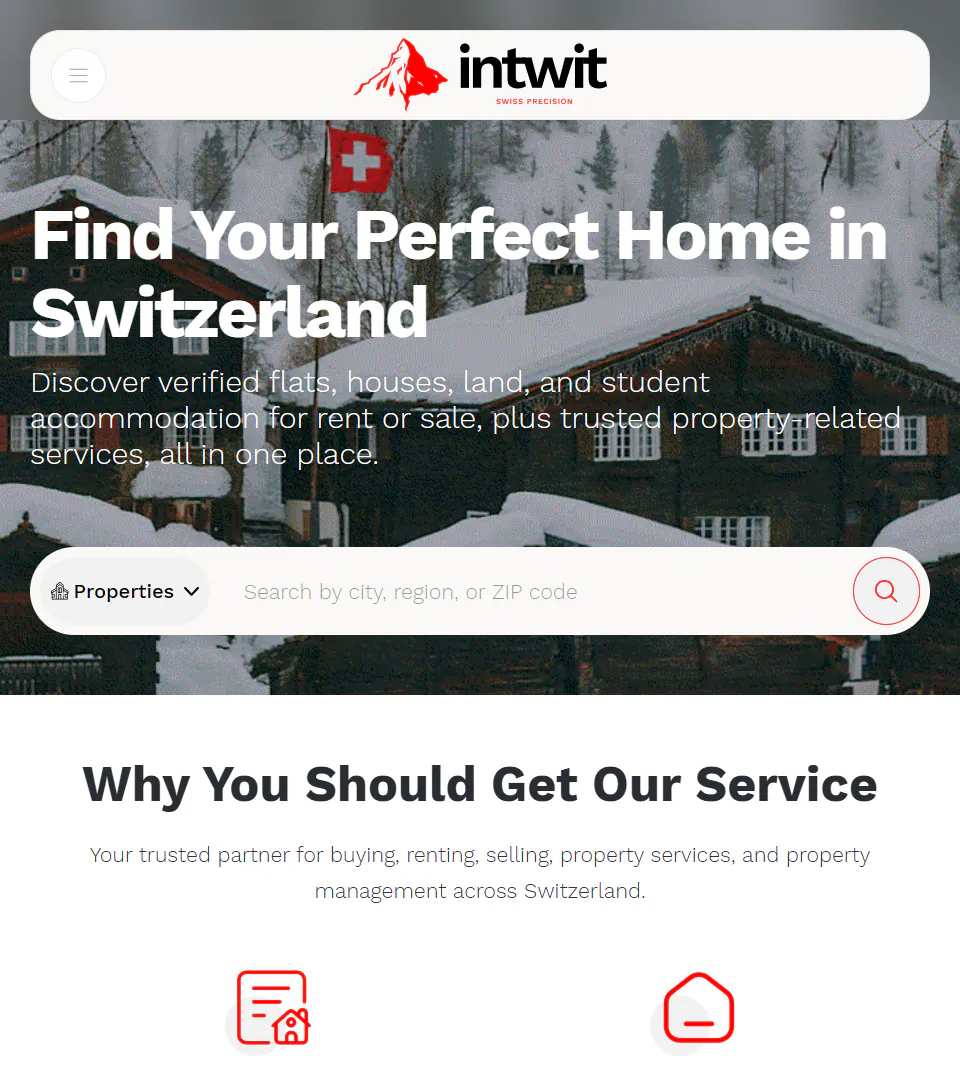 intwit
SWISS PRECISION
Find Your Perfect Home in
Switzerland
Discover verified flats, houses, land, and student
accommodation for rent or sale, plus trusted property-related
services, all in one place.
Properties
Search by city, region, or ZIP code
Why You Should Get Our Service
Your trusted partner for buying, renting, selling, property services, and property
management across Switzerland.